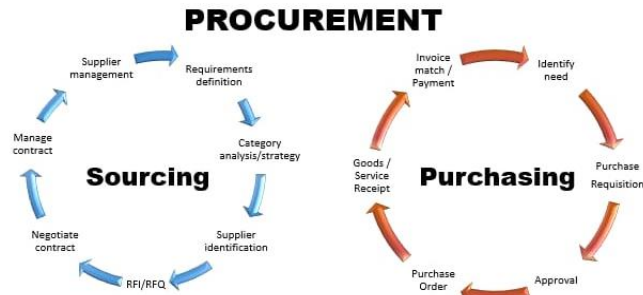 PROCUREMENT
Sourcing
Supplier
management
Requirements
definition
Category
analysis/strategy
Supplier
identification
RFI/RFQ
Negotiate
contract
Manage
contract
Purchasing
Invoice
match /
Payment
Identify
need
Purchase
Requisition
Approval
Purchase
Order
Goods /
Service
Receipt